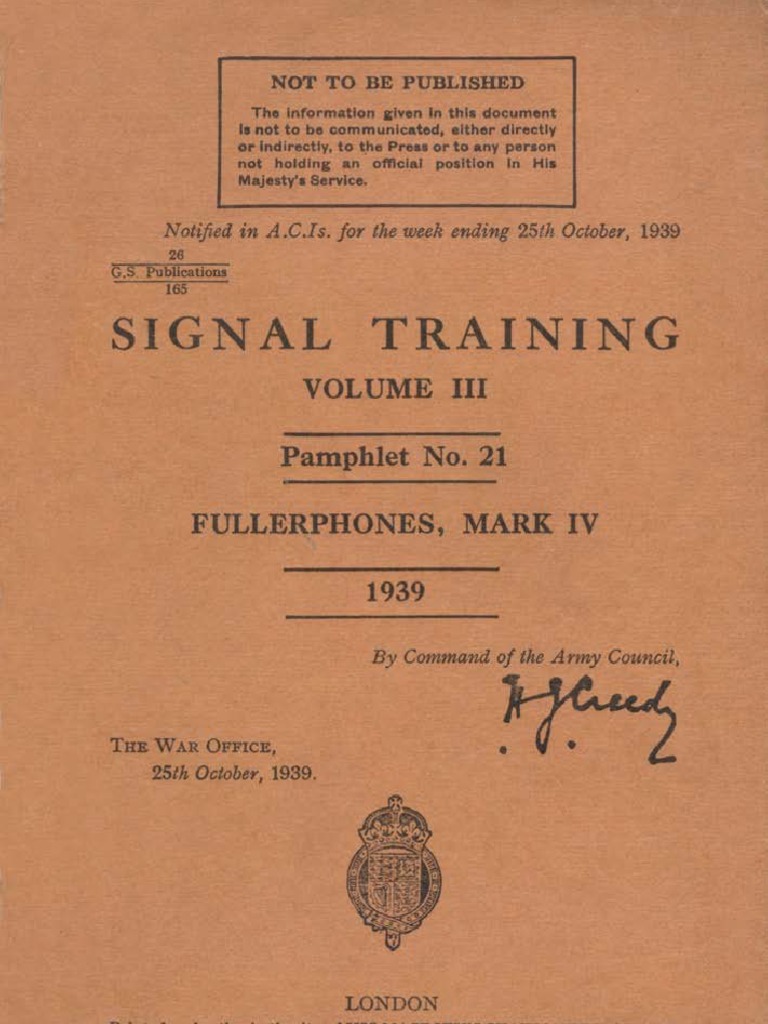 NOT TO BE PUBLISHED
The information given in this document
is not to be communicated, either directly
or indirectly, to the Press or to any person
not holding an official position in His
Majesty's Service.
Notified in A.C.Is. for the week ending 25th October, 1939
26
G.S. Publications
165
SIGNAL TRAINING
VOLUME III
Pamphlet No. 21
FULLERPHONES, MARK IV
1939
By Command of the Army Council,
H J Creedy
THE WAR OFFICE,
25th October, 1939.
LONDON